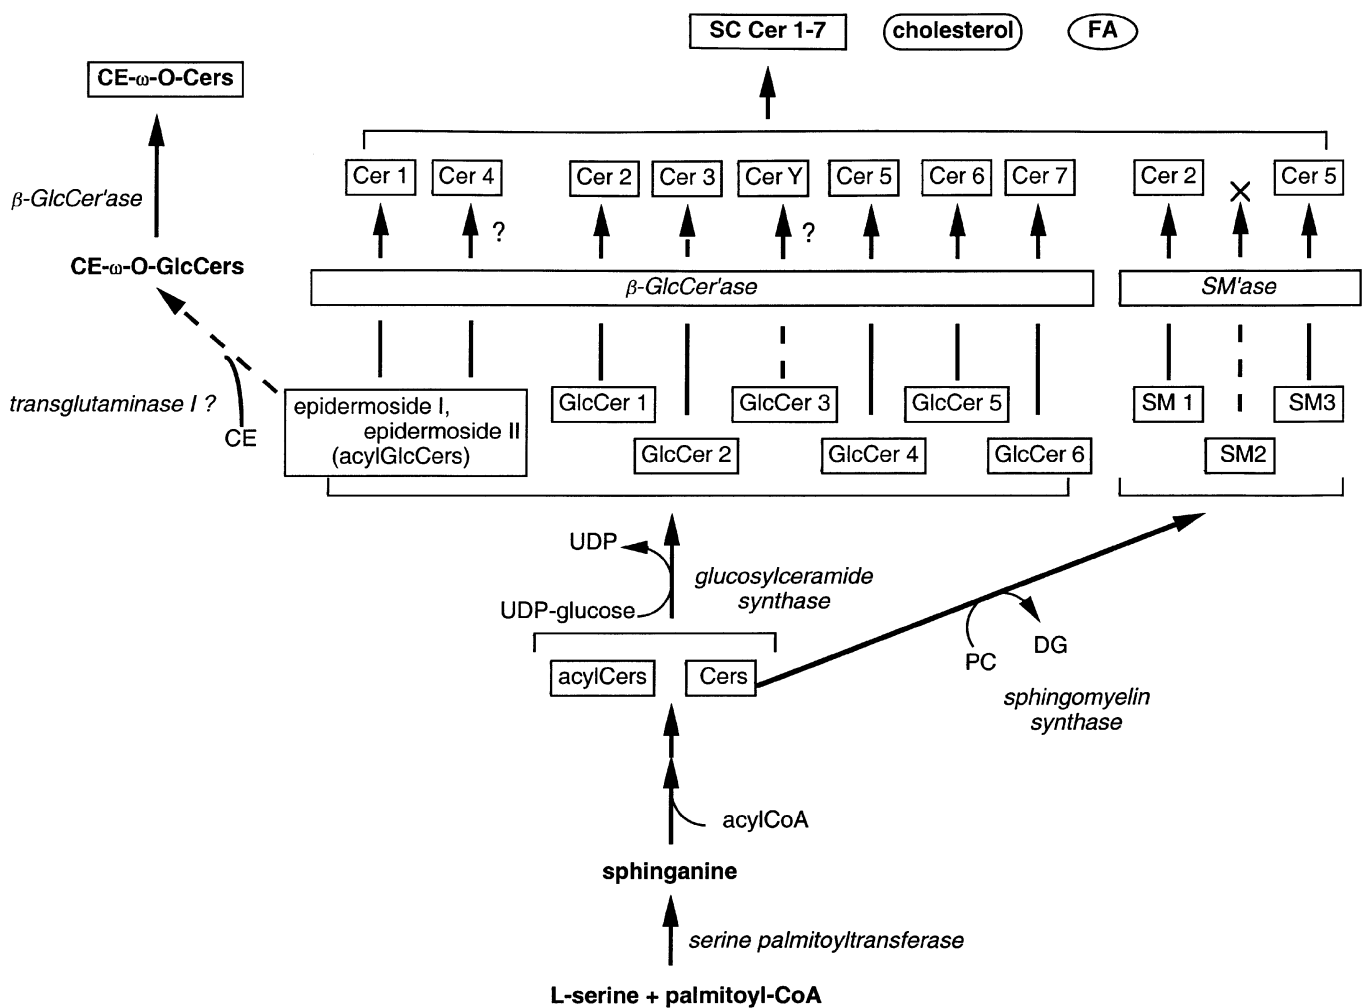 SC Cer 1-7 cholesterol FA
CE-ω-O-Cers
Cer 1 Cer 4 Cer 2 Cer 3 Cer Y Cer 5 Cer 6 Cer 7 Cer 2 Cer 5
β-GlcCer'ase
? ?
CE-ω-O-GlcCers
β-GlcCer'ase SM'ase
transglutaminase I ?
CE
epidermoside I,
epidermoside II
(acylGlcCers)
GlcCer 1 GlcCer 3 GlcCer 5 SM 1 SM3
GlcCer 2 GlcCer 4 GlcCer 6 SM2
UDP
glucosylceramide
synthase
UDP-glucose
acylCers Cers
PC DG
sphingomyelin
synthase
acylCoA
sphinganine
serine palmitoyltransferase
L-serine + palmitoyl-CoA